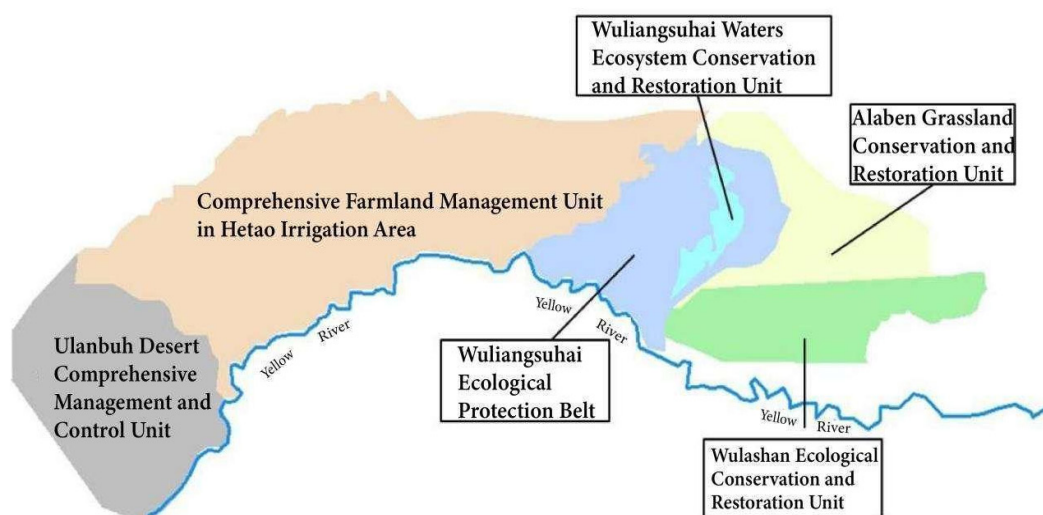 Wuliangsuhai Waters
Ecosystem Conservation
and Restoration Unit
Alaben Grassland
Conservation and
Restoration Unit
Comprehensive Farmland Management Unit
in Hetao Irrigation Area
Yellow River
Yellow River
Ulanbuh Desert
Comprehensive
Management and
Control Unit
Wuliangsuhai
Ecological
Protection Belt
Yellow River
Wulashan Ecological
Conservation and
Restoration Unit